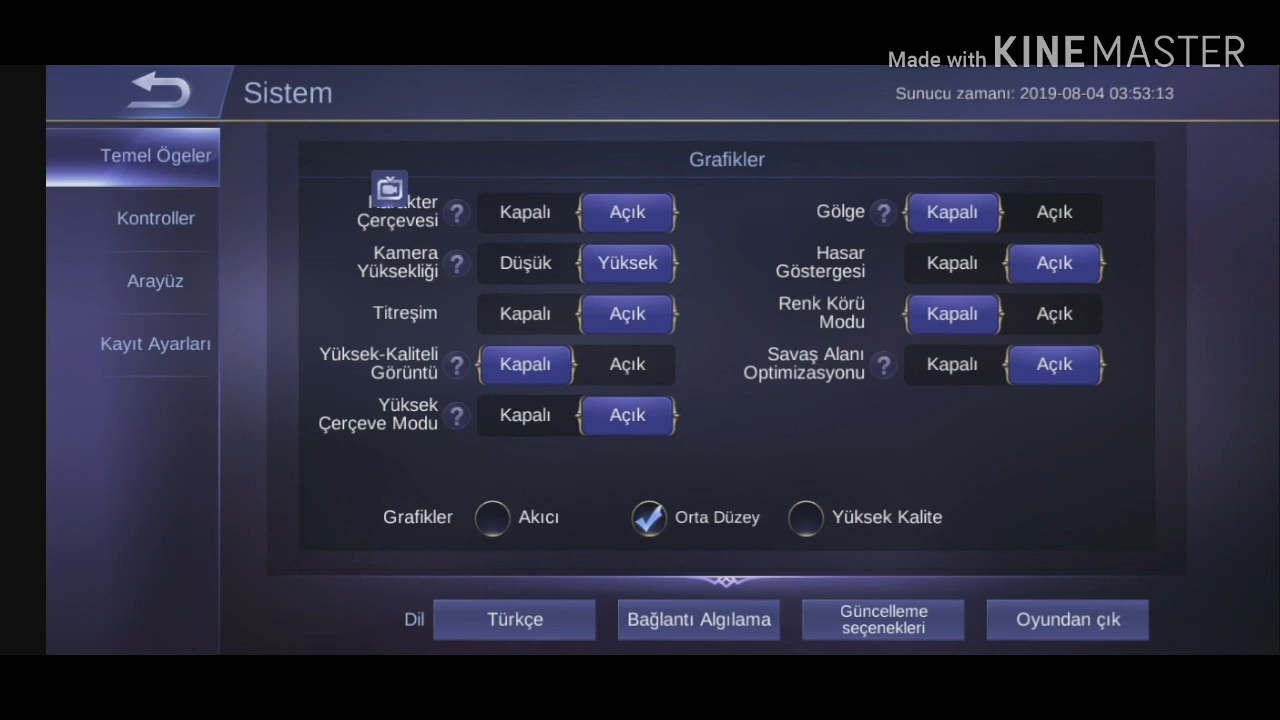 Made with KINEMASTER
Sistem
Sunucu zamanı: 2019-08-04 03:53:13
Temel Ögeler
Kontroller
Arayüz
Kayıt Ayarları
Grafikler
Çerçevesi ? Kapalı Açık
Gölge ? Kapalı Açık
Kamera
Yüksekliği ? Düşük Yüksek
Hasar
Göstergesi Kapalı Açık
Titreşim Kapalı Açık
Renk Körü
Modu Kapalı Açık
Yüksek-Kaliteli
Görüntü ? Kapalı Açık
Savaş Alanı
Optimizasyonu ? Kapalı Açık
Yüksek
Çerçeve Modu ? Kapalı Açık
Grafikler Akıcı Orta Düzey Yüksek Kalite
Dil Türkçe Bağlantı Algılama
Güncelleme
seçenekleri
Oyundan çık